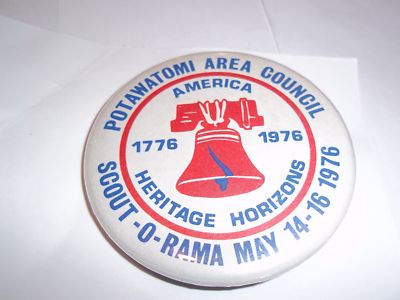 POTAWATOMI AREA COUNCIL
AMERICA
1776 1976
HERITAGE HORIZONS
SCOUT-O-RAMA MAY 14-16 1976